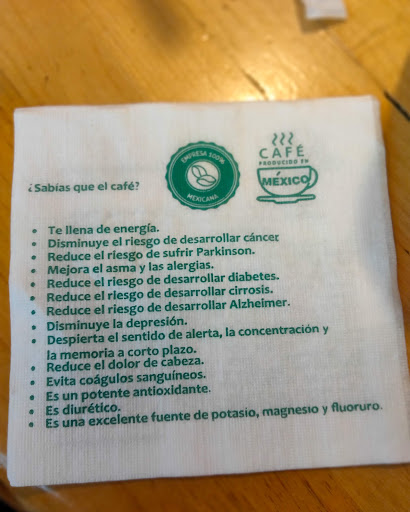 EMPRESA 100%
MEXICANA
CAFÉ
PRODUCIDO EN
MÉXICO
¿Sabías que el café?
• Te llena de energía.
• Disminuye el riesgo de desarrollar cáncer
• Reduce el riesgo de sufrir Parkinson.
• Mejora el asma y las alergias.
• Reduce el riesgo de desarrollar diabetes.
• Reduce el riesgo de desarrollar cirrosis.
• Reduce el riesgo de desarrollar Alzheimer.
• Disminuye la depresión.
• Despierta el sentido de alerta, la concentración y
la memoria a corto plazo.
• Reduce el dolor de cabeza.
• Evita coágulos sanguíneos.
• Es un potente antioxidante.
• Es diurético.
• Es una excelente fuente de potasio, magnesio y fluoruro.